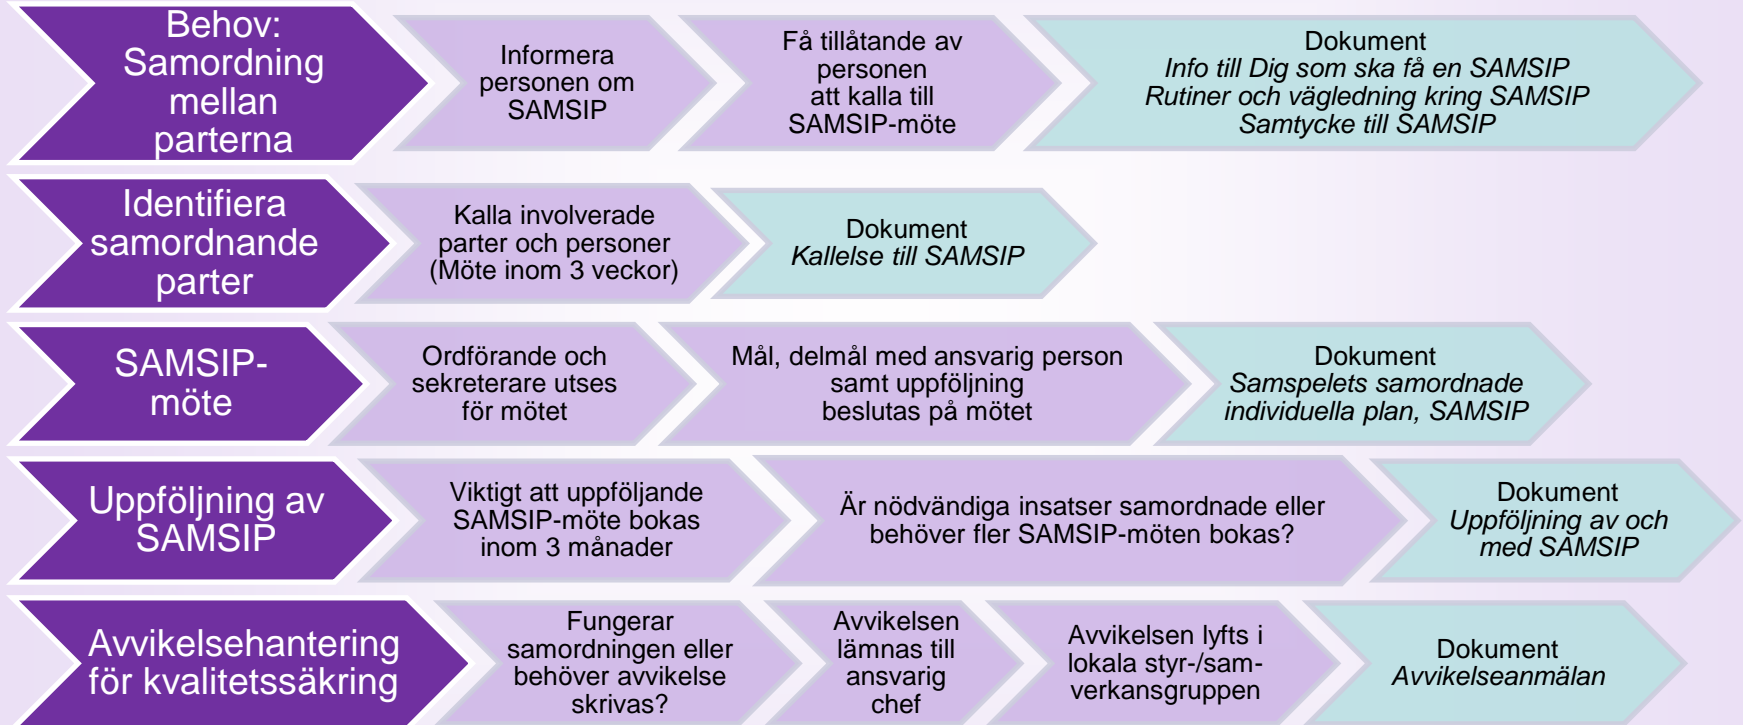 Behov:
Samordning
mellan
parterna
Informera
personen om
SAMSIP
Få tillåtande av
personen
att kalla till
SAMSIP-möte
Dokument
Info till Dig som ska få en SAMSIP
Rutiner och vägledning kring SAMSIP
Samtycke till SAMSIP
Identifiera
samordnande
parter
Kalla involverade
parter och personer
(Möte inom 3 veckor)
Dokument
Kallelse till SAMSIP
SAMSIP-
möte
Ordförande och
sekreterare utses
för mötet
Mål, delmål med ansvarig person
samt uppföljning
beslutas på mötet
Dokument
Samspelets samordnade
individuella plan, SAMSIP
Uppföljning av
SAMSIP
Viktigt att uppföljande
SAMSIP-möte bokas
inom 3 månader
Är nödvändiga insatser samordnade eller
behöver fler SAMSIP-möten bokas?
Dokument
Uppföljning av och
med SAMSIP
Avvikelsehantering
för kvalitetssäkring
Fungerar
samordningen eller
behöver avvikelse
skrivas?
Avvikelsen
lämnas till
ansvarig
chef
Avvikelsen lyfts i
lokala styr-/sam-
verkansgruppen
Dokument
Avvikelseanmälan